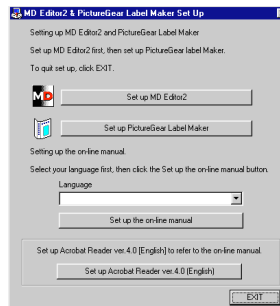 MD Editor2 & PictureGear Label Maker Set Up
Setting up MD Editor2 and PictureGear Label Maker
Set up MD Editor2 first, then set up PictureGear label Maker.
To quit set up, click EXIT.
MD
Set up MD Editor2
Set up PictureGear Label Maker
Setting up the on-line manual.
Select your language first, then click the Set up the on-line manual button.
Language
Set up the on-line manual
Set up Acrobat Reader ver.4.0 [English] to refer to the on-line manual.
Set up Acrobat Reader ver.4.0 (English)
EXIT